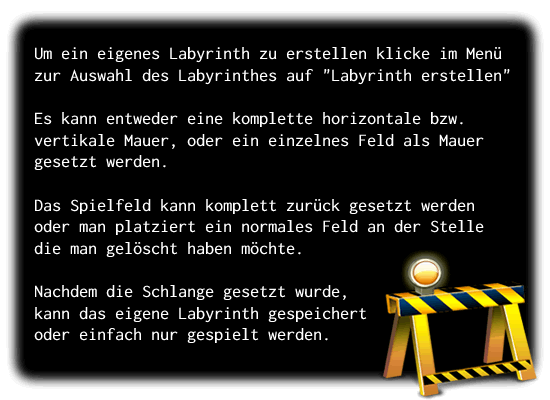 Um ein eigenes Labyrinth zu erstellen klicke im Menü
zur Auswahl des Labyrinthes auf "Labyrinth erstellen"
Es kann entweder eine komplette horizontale bzw.
vertikale Mauer, oder ein einzelnes Feld als Mauer
gesetzt werden.
Das Spielfeld kann komplett zurück gesetzt werden
oder man platziert ein normales Feld an der Stelle
die man gelöscht haben möchte.
Nachdem die Schlange gesetzt wurde,
kann das eigene Labyrinth gespeichert
oder einfach nur gespielt werden.